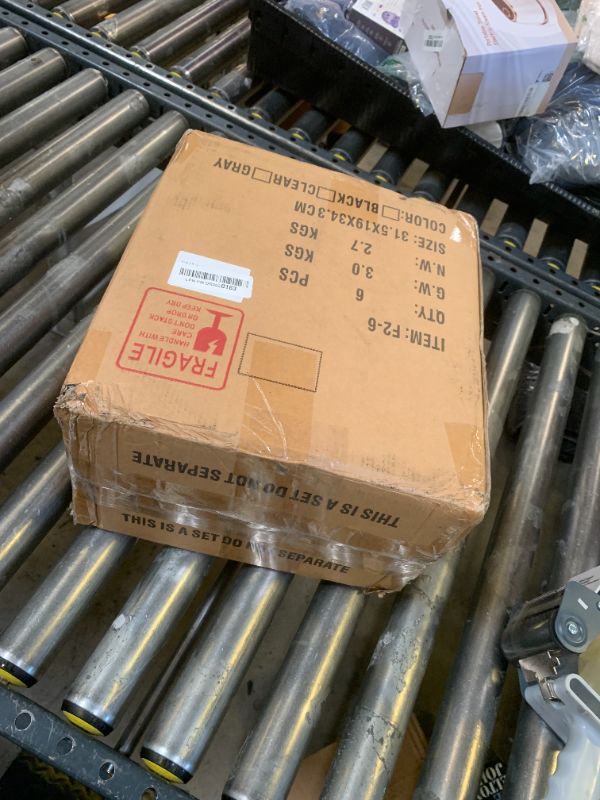 ITEM: F2-6
QTY: 6 PCS
G.W: 3.0 KGS
N.W: 2.7 KGS
SIZE: 31.5X19X34.3CM
COLOR: BLACK CLEAR GRAY
FRAGILE
HANDLE WITH
CARE
DON'T STACK
OR DROP
KEEP DRY
THIS IS A SET DO NOT SEPARATE
THIS IS A SET DO NOT SEPARATE